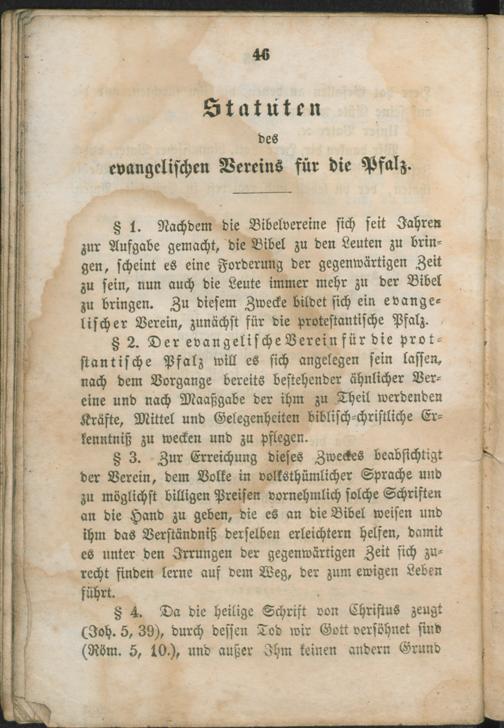 46
Statuten
des
evangelischen Vereins für die Pfalz.
§ 1. Nachdem die Bibelvereine sich seit Jahren
zur Aufgabe gemacht, die Bibel zu den Leuten zu brin-
gen, scheint es eine Forderung der gegenwärtigen Zeit
zu sein, nun auch die Leute immer mehr zu der Bibel
zu bringen. Zu diesem Zwecke bildet sich ein evange-
lischer Verein, zunächst für die protestantische Pfalz.
§ 2. Der evangelische Verein für die prot-
stantische Pfalz will es sich angelegen sein lassen,
nach dem Vorgange bereits bestehender ähnlicher Ver-
eine und nach Maaßgabe der ihm zu Theil werdenden
Kräfte, Mittel und Gelegenheiten biblisch-christliche Er-
kenntniß zu wecken und zu pflegen.
§ 3. Zur Erreichung dieses Zweckes beabsichtigt
der Verein, dem Volke in volksthümlicher Sprache und
zu möglichst billigen Preisen vornehmlich solche Schriften
an die Hand zu geben, die es an die Bibel weisen und
ihm das Verständniß derselben erleichtern helfen, damit
es unter den Irrungen der gegenwärtigen Zeit sich zu-
recht finden lerne auf dem Weg, der zum ewigen Leben
führt.
§ 4. Da die heilige Schrift von Christus zeugt
(Joh. 5, 39), durch dessen Tod wir Gott versöhnet sind
(Röm. 5, 10.), und außer Ihm keinen andern Grund